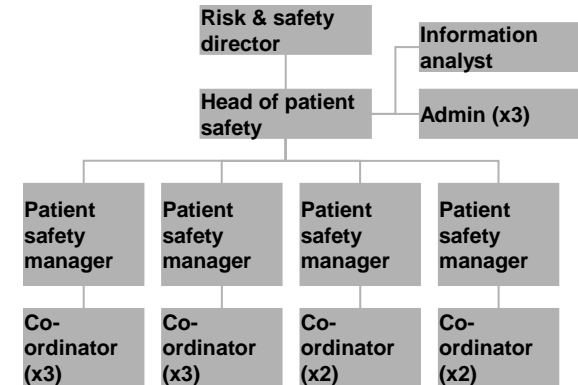 Risk & safety
director
Information
analyst
Head of patient
safety
Admin (x3)
Patient
safety
manager
Patient
safety
manager
Patient
safety
manager
Patient
safety
manager
Co-
ordinator
(x3)
Co-
ordinator
(x3)
Co-
ordinator
(x2)
Co-
ordinator
(x2)